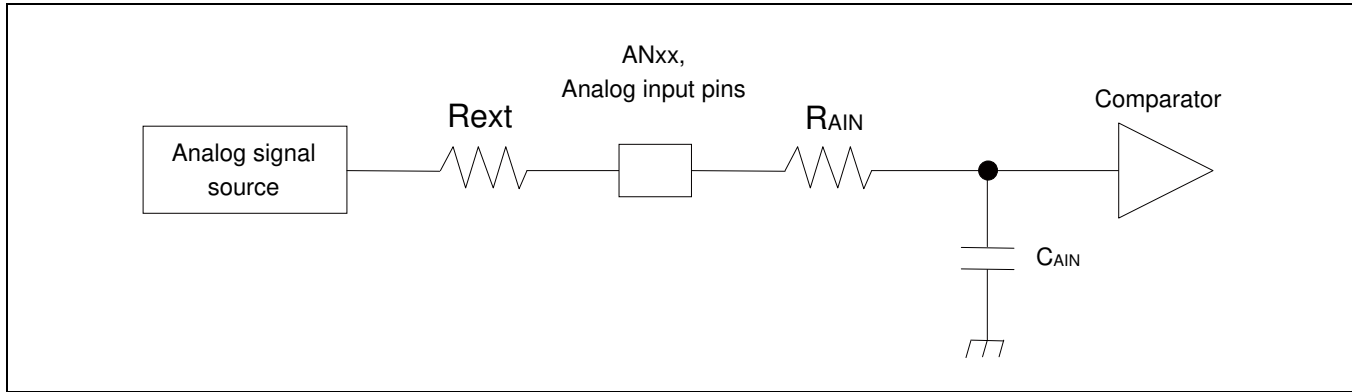 ANxx,
Analog input pins
Comparator
Rext
RAIN
Analog signal
source
CAIN